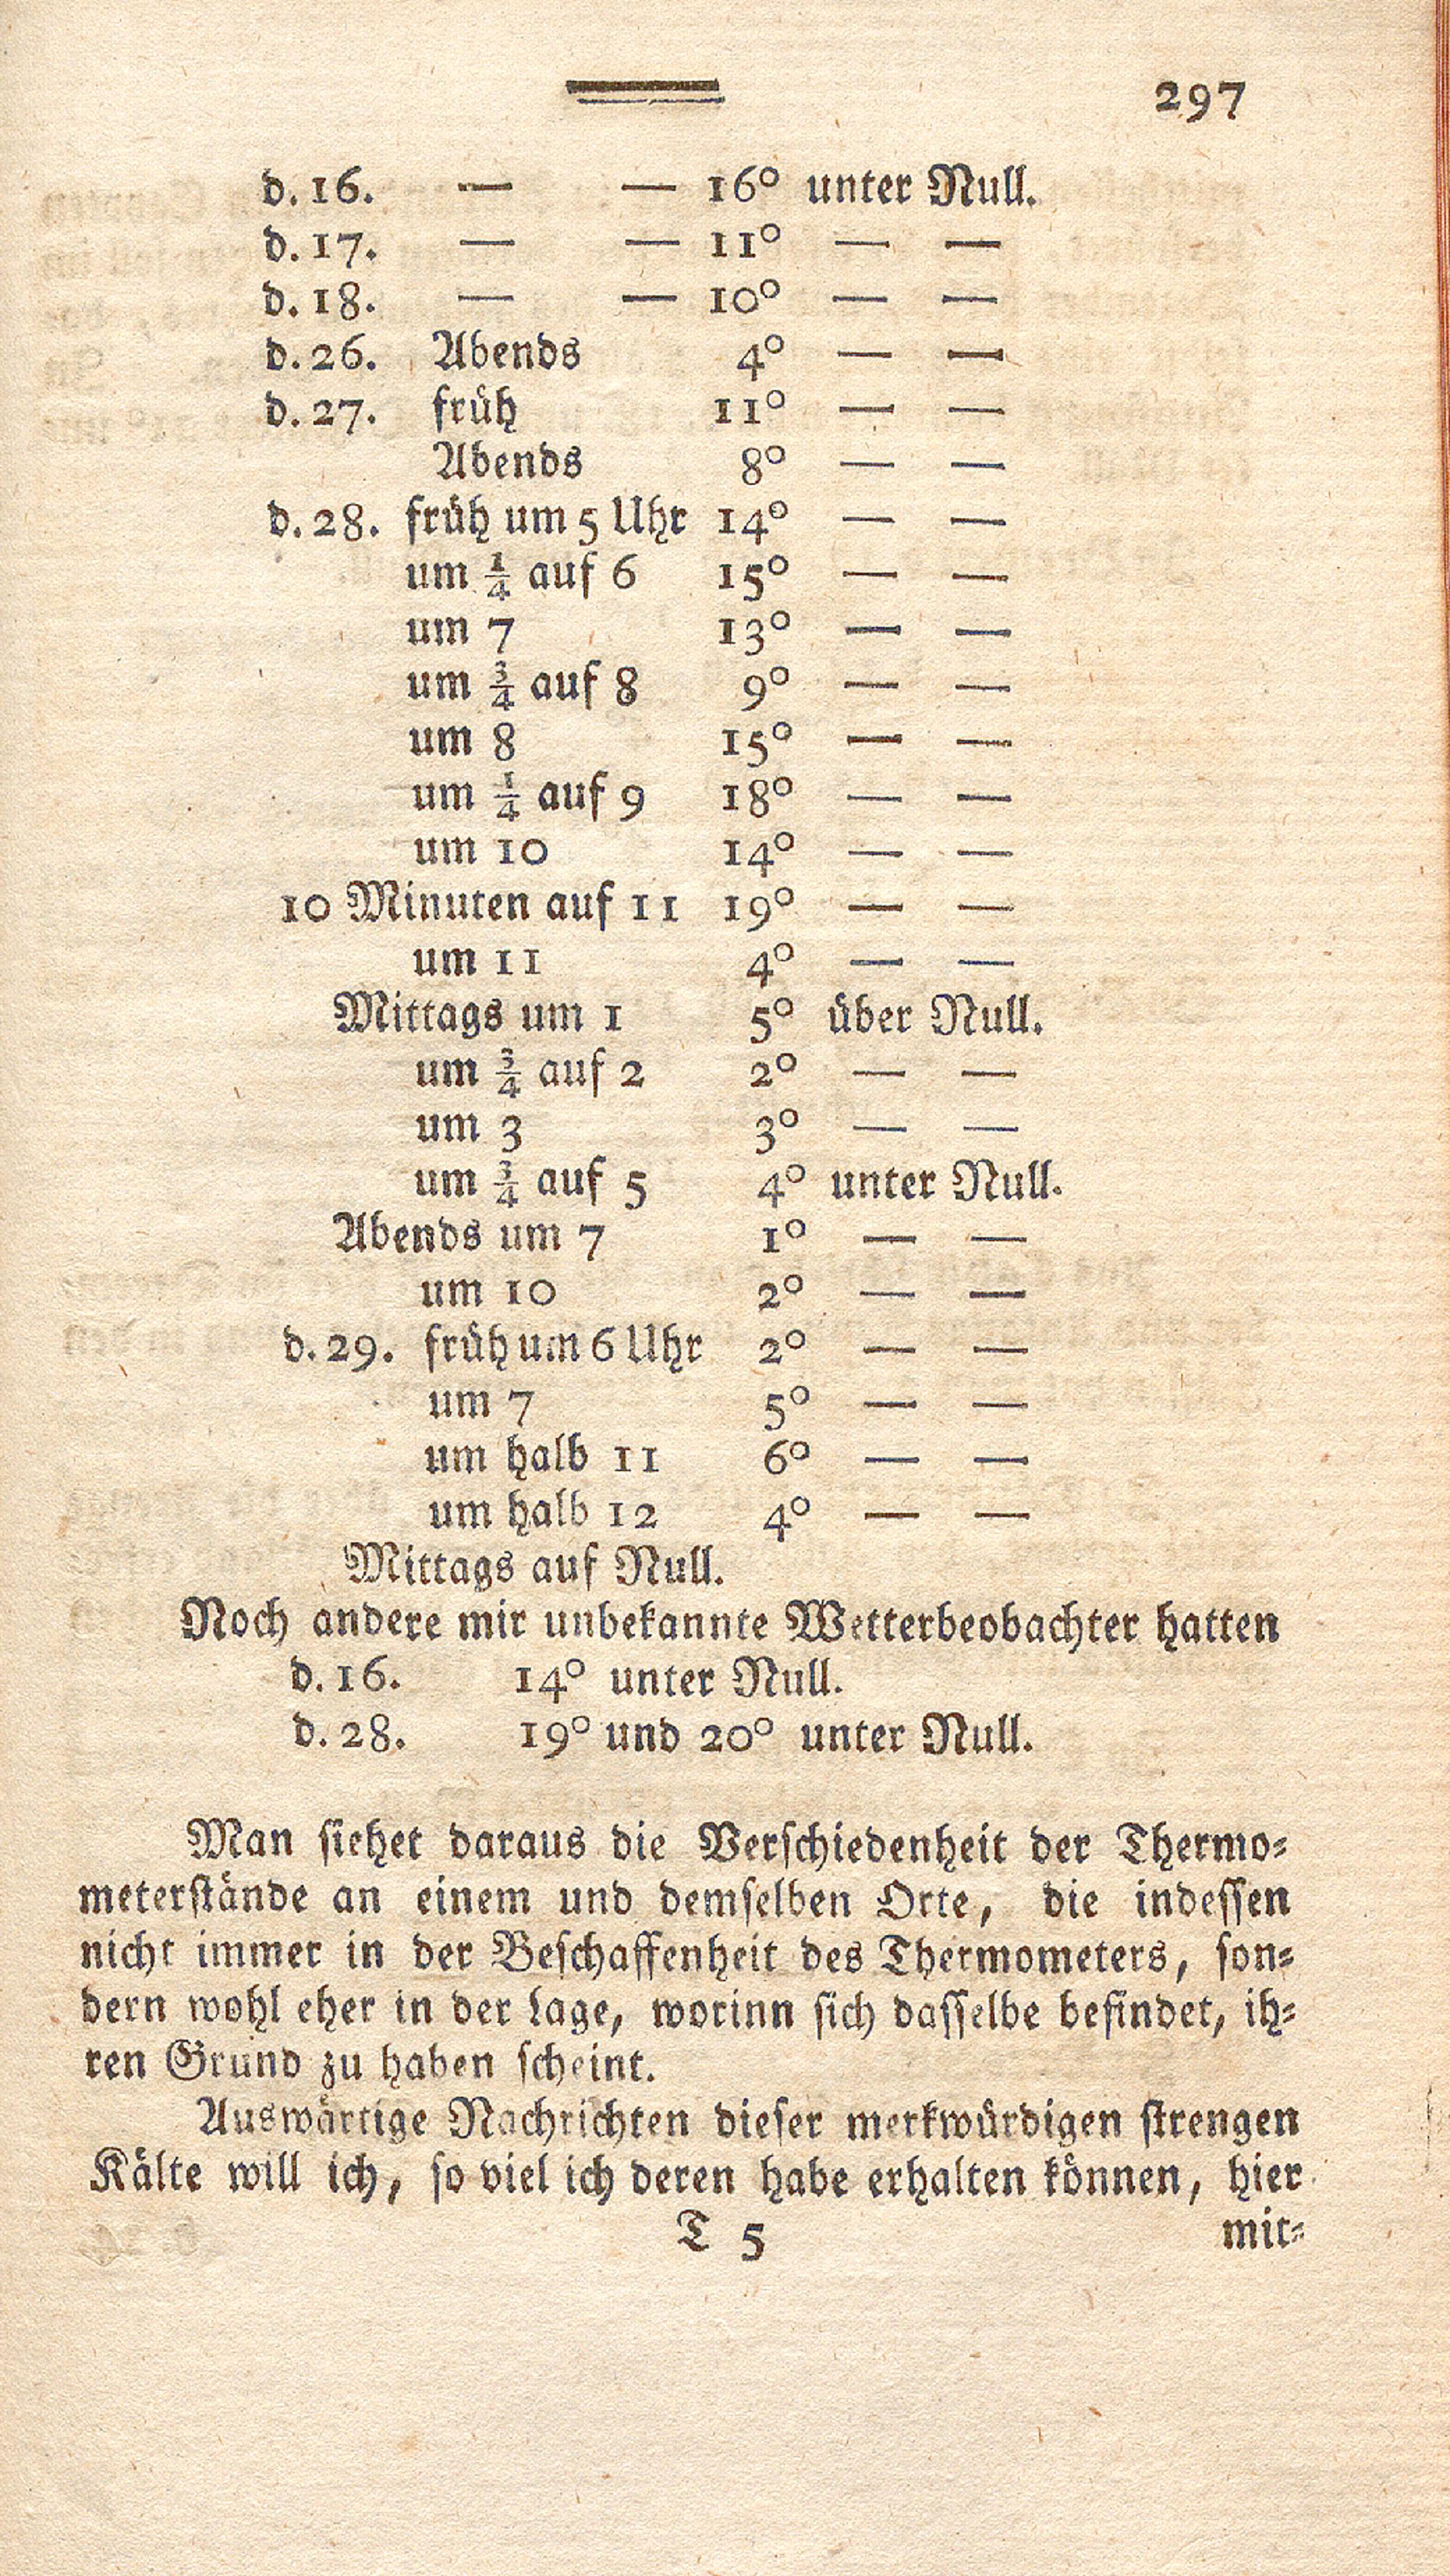 297
d. 16. — — 16° unter Null.
d. 17. — — 11° — —
d. 18. — — 10° — —
d. 26. Abends 4° — —
d. 27. früh 11° — —
Abends 8° — —
d. 28. früh um 5 Uhr 14° — —
um ¼ auf 6 15° — —
um 7 13° — —
um ¾ auf 8 9° — —
um 8 15° — —
um ¼ auf 9 18° — —
um 10 14° — —
10 Minuten auf 11 19° — —
um 11 4° — —
Mittags um 1 5° über Null.
um ¾ auf 2 2° — —
um 3 3° — —
um ¾ auf 5 4° unter Null.
Abends um 7 1° — —
um 10 2° — —
d. 29. früh um 6 Uhr 2° — —
um 7 5° — —
um halb 11 6° — —
um halb 12 4° — —
Mittags auf Null.
Noch andere mir unbekannte Wetterbeobachter hatten
d. 16. 14° unter Null.
d. 28. 19° und 20° unter Null.
Man siehet daraus die Verschiedenheit der Thermo⸗
meterstände an einem und demselben Orte, die indessen
nicht immer in der Beschaffenheit des Thermometers, son⸗
dern wohl eher in der Lage, worinn sich dasselbe befindet, ih⸗
ren Grund zu haben scheint.
Auswärtige Nachrichten dieser merkwürdigen strengen
Kälte will ich, so viel ich deren habe erhalten können, hier
T 5 mit⸗